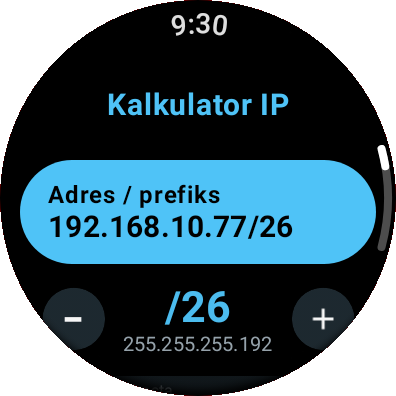 9:30
Kalkulator IP
Adres / prefiks
192.168.10.77/26
- /26 +
255.255.255.192